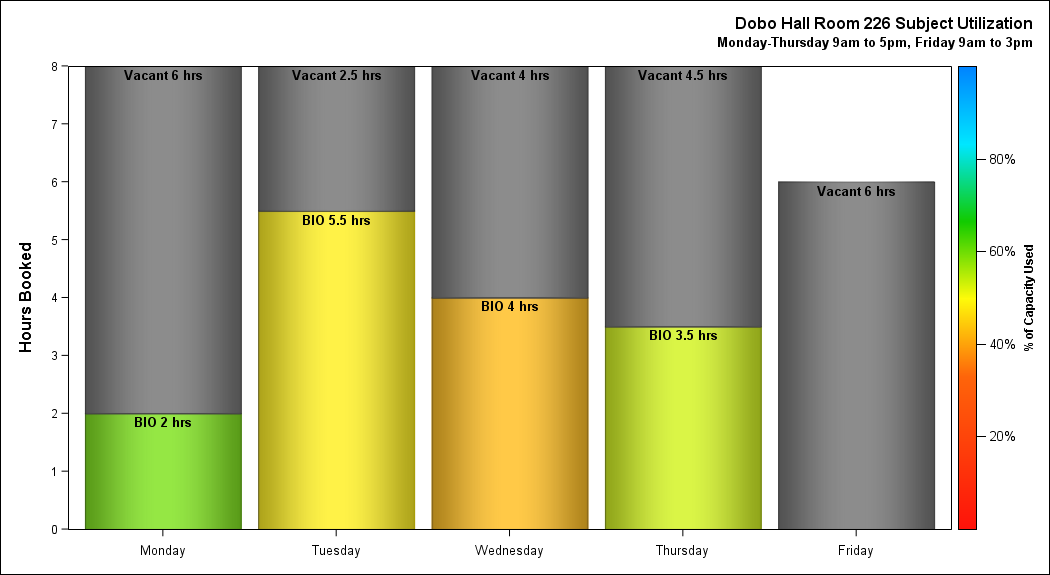 Dobo Hall Room 226 Subject Utilization
Monday-Thursday 9am to 5pm, Friday 9am to 3pm
Hours Booked
8
7
6
5
4
3
2
1
0
Vacant 6 hrs
BIO 2 hrs
Vacant 2.5 hrs
BIO 5.5 hrs
Vacant 4 hrs
BIO 4 hrs
Vacant 4.5 hrs
BIO 3.5 hrs
Vacant 6 hrs
Monday
Tuesday
Wednesday
Thursday
Friday
80%
60%
40%
20%
% of Capacity Used